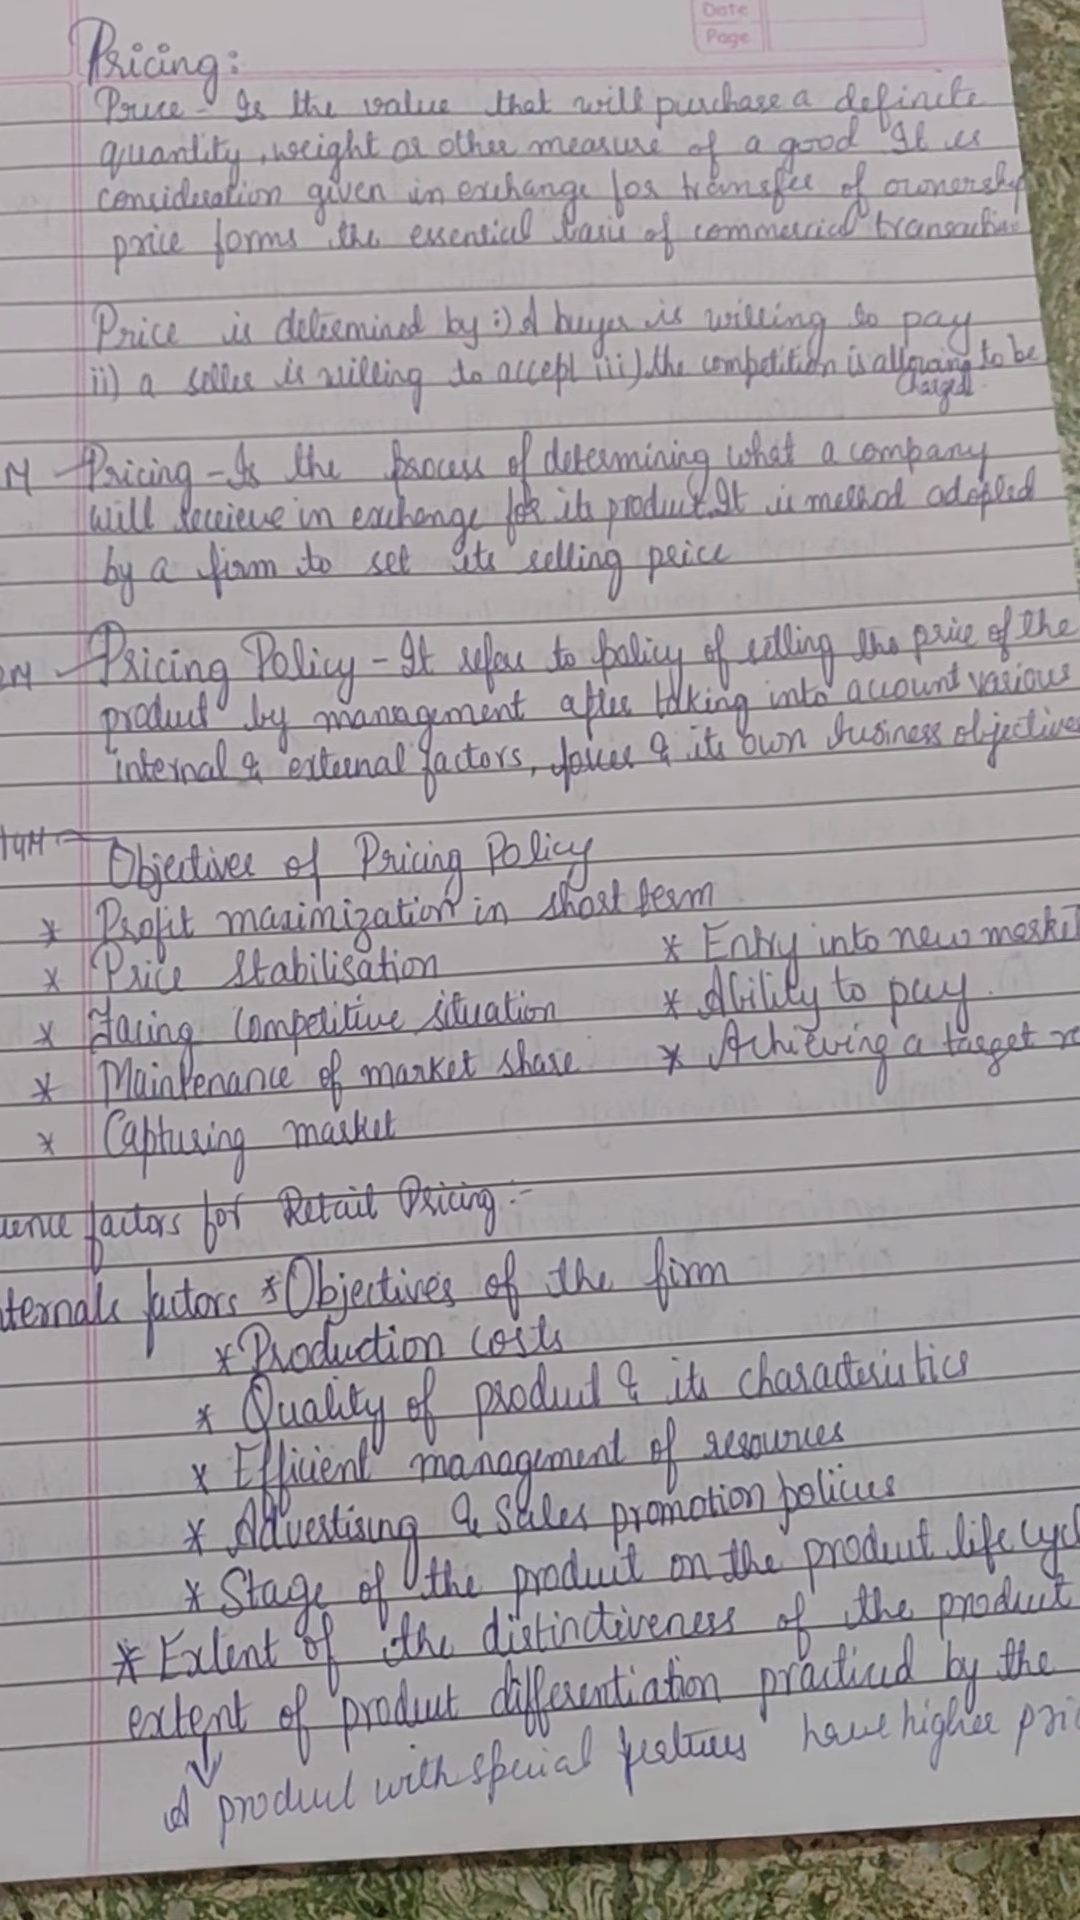 Date
Page
Pricing:
Price - Is the value that will purchase a definite
quantity, weight or other measure of a good It is
consideration given in exchange for transfer of ownership
price forms the essential basis of commercial transaction
Price is determined by i) A buyer is willing to pay
ii) a seller is willing to accept iii) the competition is allowing to be
charged.
M Pricing - Is the process of determining what a company
will receieve in exchange for its product. It is method adopted
by a firm to set its selling price
2M Pricing Policy - It refers to policy of setting the price of the
product by management after taking into account various
internal & external factors, forces & its own business objectives
14M Objectives of Pricing Policy
* Profit maximization in short term
* Price stabilisation * Entry into new market
* Facing competitive situation * Ability to pay.
* Maintenance of market share * Achieving a target re
* Capturing market
uence factors for Retail Pricing:-
ternals factors * Objectives of the firm
* Production costs
* Quality of product & its characteristics
* Efficient management of resources
* Advertising & Sales promotion policies
* Stage of the product on the product life cycl
* Extent of the distinctiveness of the product
extent of product differentiation practiced by the
A product with special features have higher pri